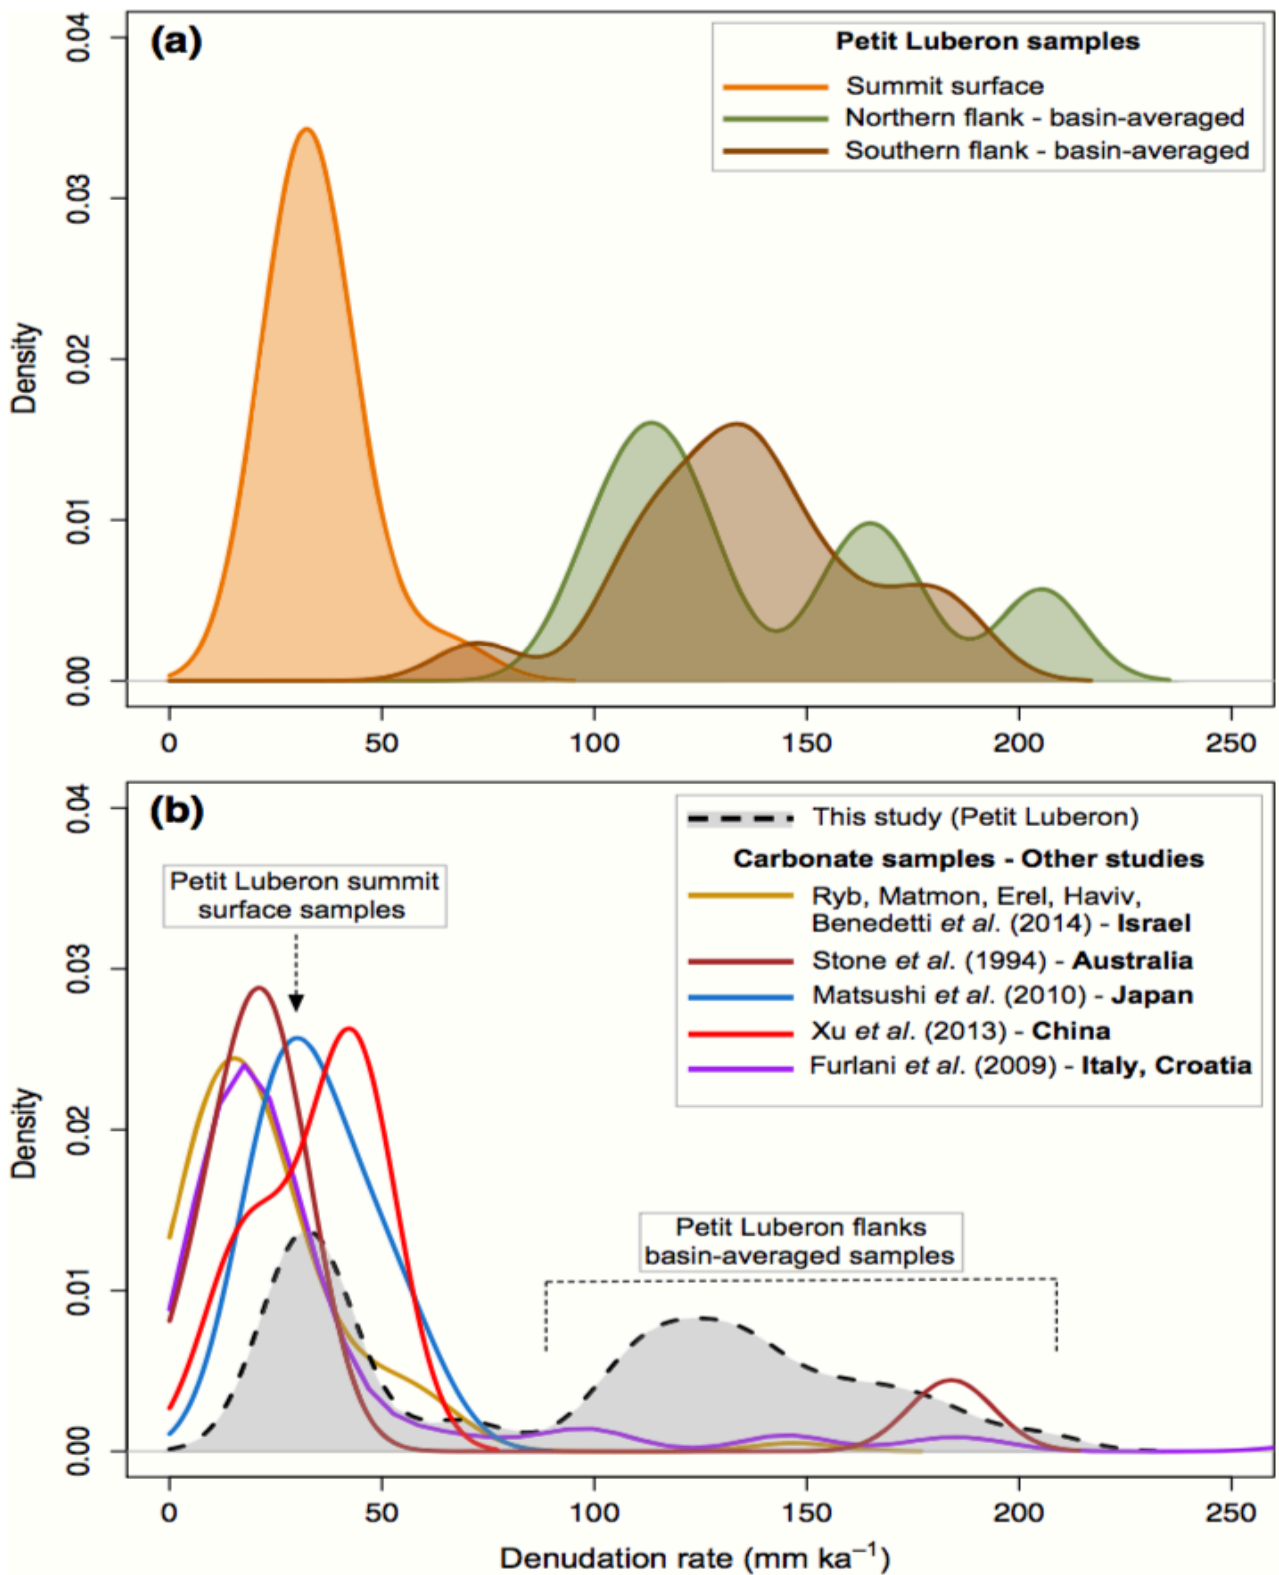 (a)
Petit Luberon samples
Summit surface
Northern flank - basin-averaged
Southern flank - basin-averaged
Density
0.04
0.03
0.02
0.01
0.00
0 50 100 150 200 250
(b)
This study (Petit Luberon)
Carbonate samples - Other studies
Ryb, Matmon, Erel, Haviv,
Benedetti et al. (2014) - Israel
Stone et al. (1994) - Australia
Matsushi et al. (2010) - Japan
Xu et al. (2013) - China
Furlani et al. (2009) - Italy, Croatia
Petit Luberon summit
surface samples
Petit Luberon flanks
basin-averaged samples
Density
0.04
0.03
0.02
0.01
0.00
0 50 100 150 200 250
Denudation rate (mm ka⁻¹)